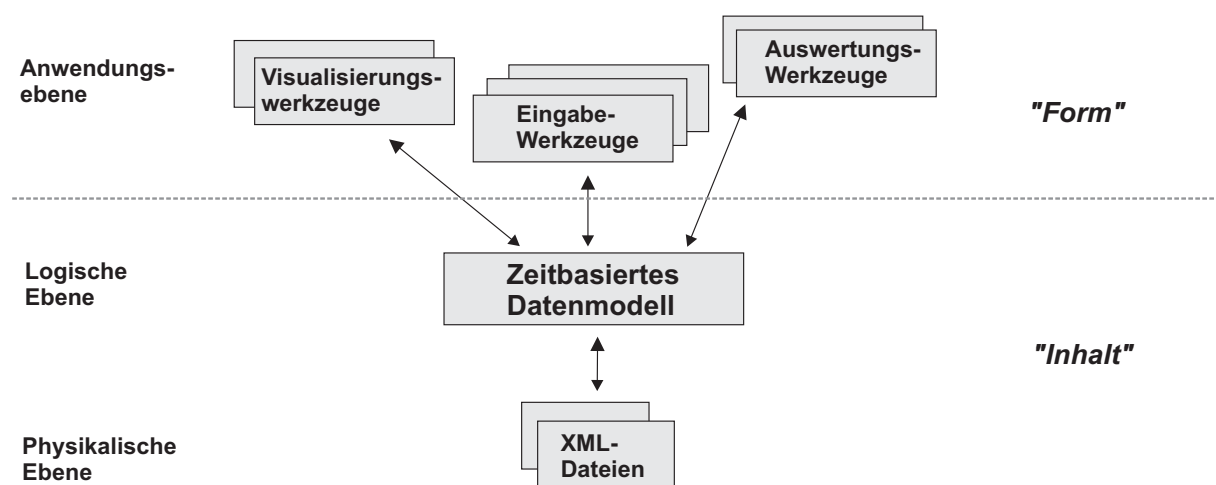 Anwendungs-
ebene
Visualisierungs-
werkzeuge
Eingabe-
Werkzeuge
Auswertungs-
Werkzeuge
"Form"
Logische
Ebene
Zeitbasiertes
Datenmodell
"Inhalt"
Physikalische
Ebene
XML-
Dateien